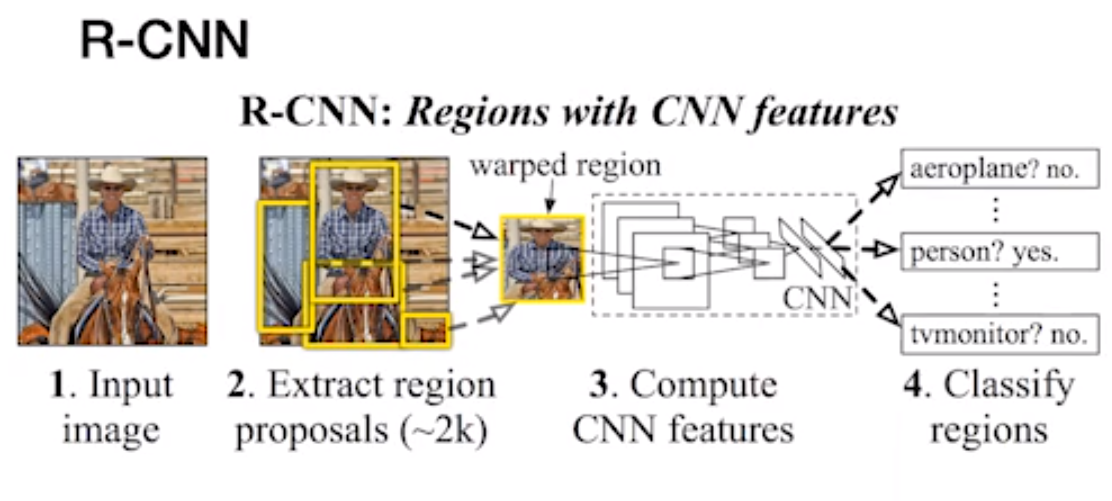 R-CNN
R-CNN: Regions with CNN features
warped region
aeroplane? no.
person? yes.
tvmonitor? no.
CNN
1. Input
image
2. Extract region
proposals (~2k)
3. Compute
CNN features
4. Classify
regions